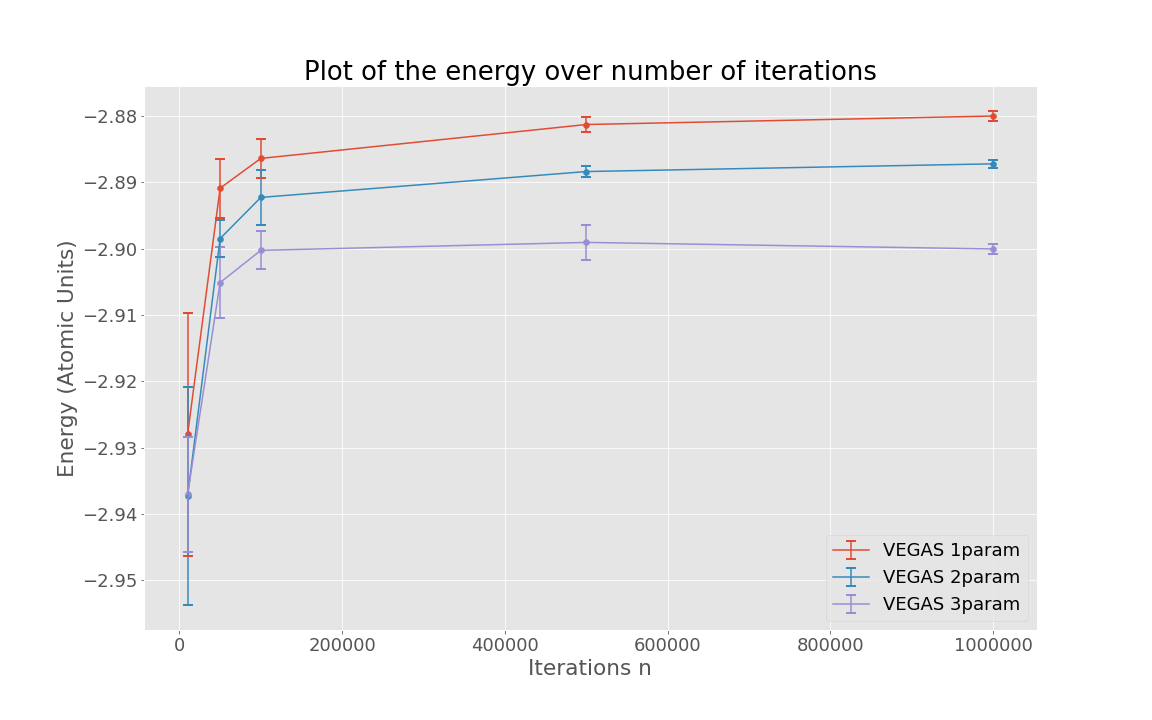 Plot of the energy over number of iterations
Energy (Atomic Units)
−2.88
−2.89
−2.90
−2.91
−2.92
−2.93
−2.94
−2.95
VEGAS 1param
VEGAS 2param
VEGAS 3param
0 200000 400000 600000 800000 1000000
Iterations n